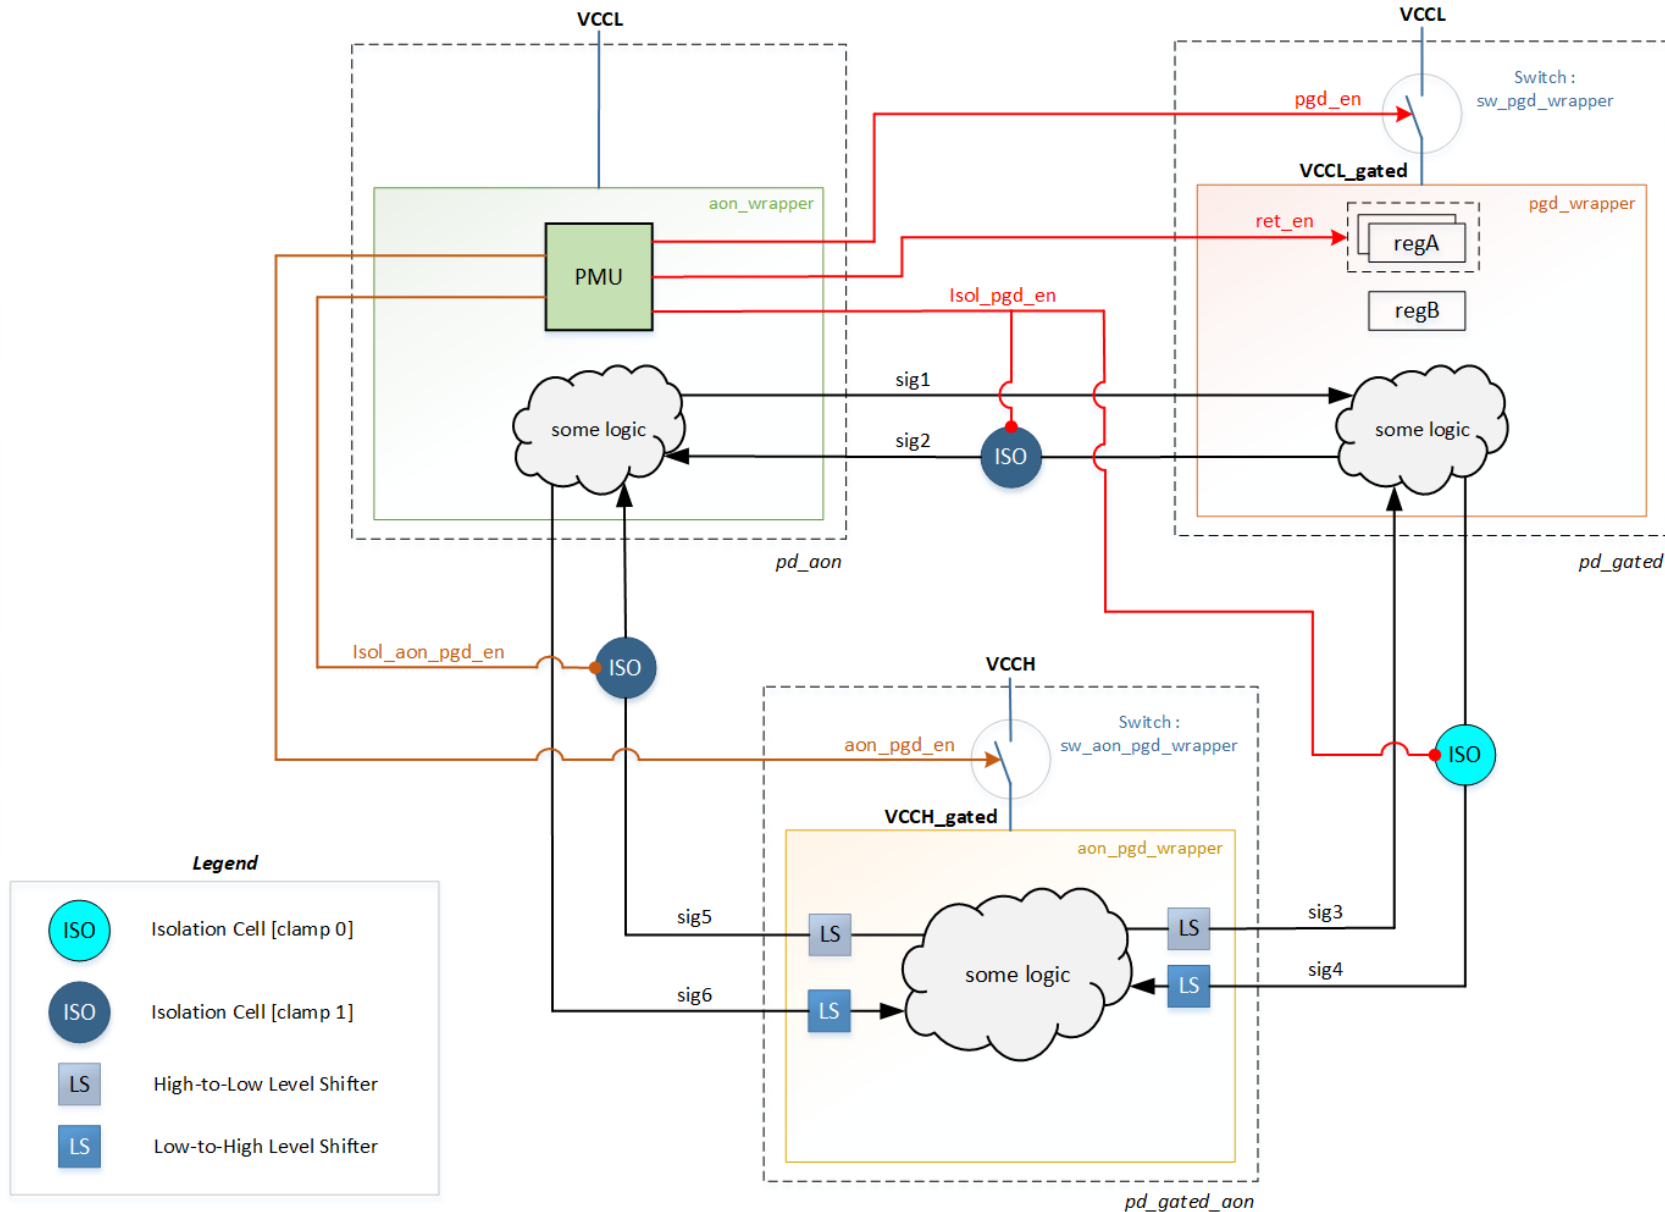 VCCL
VCCL
Switch :
sw_pgd_wrapper
pgd_en
VCCL_gated
aon_wrapper
pgd_wrapper
ret_en
regA
PMU
Isol_pgd_en
regB
sig1
some logic
some logic
sig2
ISO
pd_aon
pd_gated
Isol_aon_pgd_en
ISO
VCCH
Switch :
sw_aon_pgd_wrapper
aon_pgd_en
ISO
VCCH_gated
aon_pgd_wrapper
sig5
LS
LS
sig3
some logic
sig4
LS
sig6
LS
pd_gated_aon
Legend
ISO
Isolation Cell [clamp 0]
ISO
Isolation Cell [clamp 1]
LS
High-to-Low Level Shifter
LS
Low-to-High Level Shifter